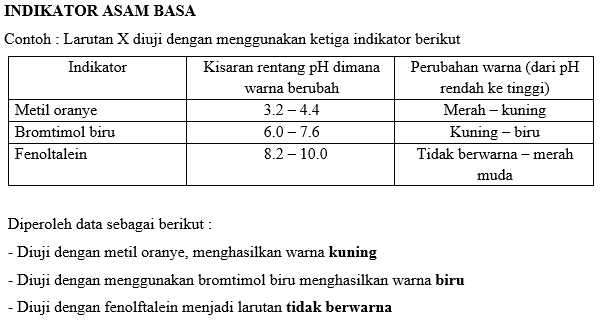 INDIKATOR ASAM BASA
Contoh : Larutan X diuji dengan menggunakan ketiga indikator berikut
Indikator
Kisaran rentang pH dimana
warna berubah
Perubahan warna (dari pH
rendah ke tinggi)
Metil oranye
3.2 – 4.4
Merah – kuning
Bromtimol biru
6.0 – 7.6
Kuning – biru
Fenoltalein
8.2 – 10.0
Tidak berwarna – merah
muda
Diperoleh data sebagai berikut :
- Diuji dengan metil oranye, menghasilkan warna kuning
- Diuji dengan menggunakan bromtimol biru menghasilkan warna biru
- Diuji dengan fenolftalein menjadi larutan tidak berwarna